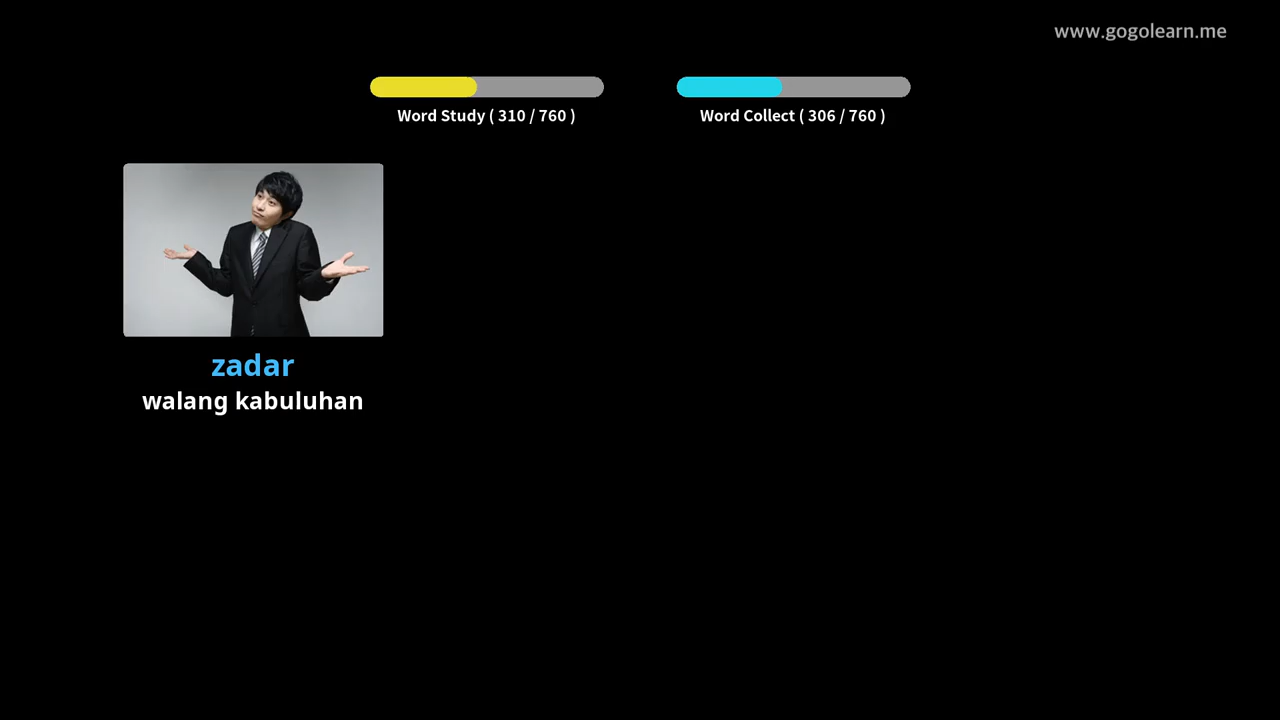 www.gogolearn.me
Word Study ( 310 / 760 )
Word Collect ( 306 / 760 )
zadar
walang kabuluhan